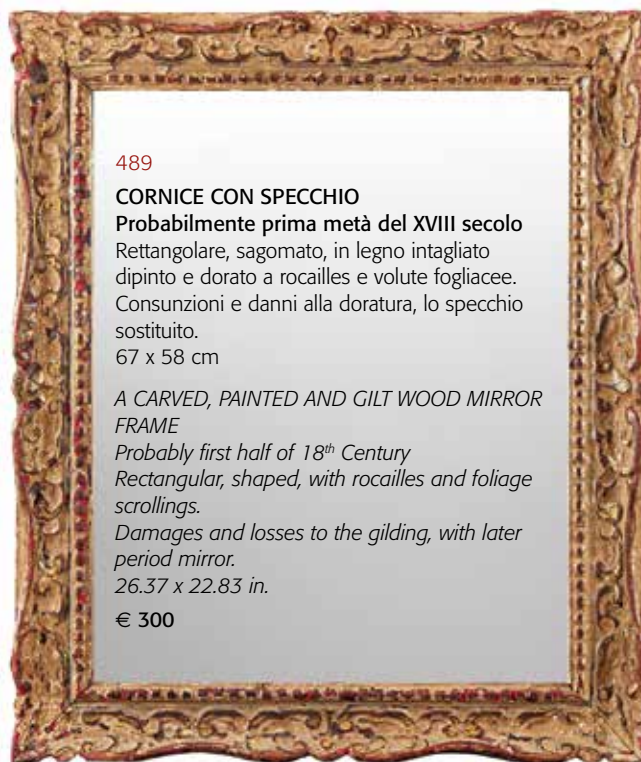 489
CORNICE CON SPECCHIO
Probabilmente prima metà del XVIII secolo
Rettangolare, sagomato, in legno intagliato
dipinto e dorato a rocailles e volute fogliacee.
Consunzioni e danni alla doratura, lo specchio
sostituito.
67 x 58 cm
A CARVED, PAINTED AND GILT WOOD MIRROR
FRAME
Probably first half of 18th Century
Rectangular, shaped, with rocailles and foliage
scrollings.
Damages and losses to the gilding, with later
period mirror.
26.37 x 22.83 in.
€ 300